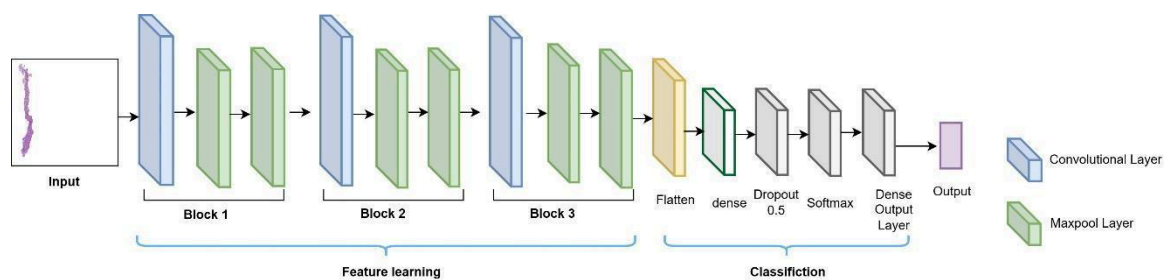 Input
Block 1
Block 2
Block 3
Flatten
dense
Dropout
0.5
Softmax
Dense
Output
Layer
Output
Convolutional Layer
Maxpool Layer
Feature learning
Classifiction